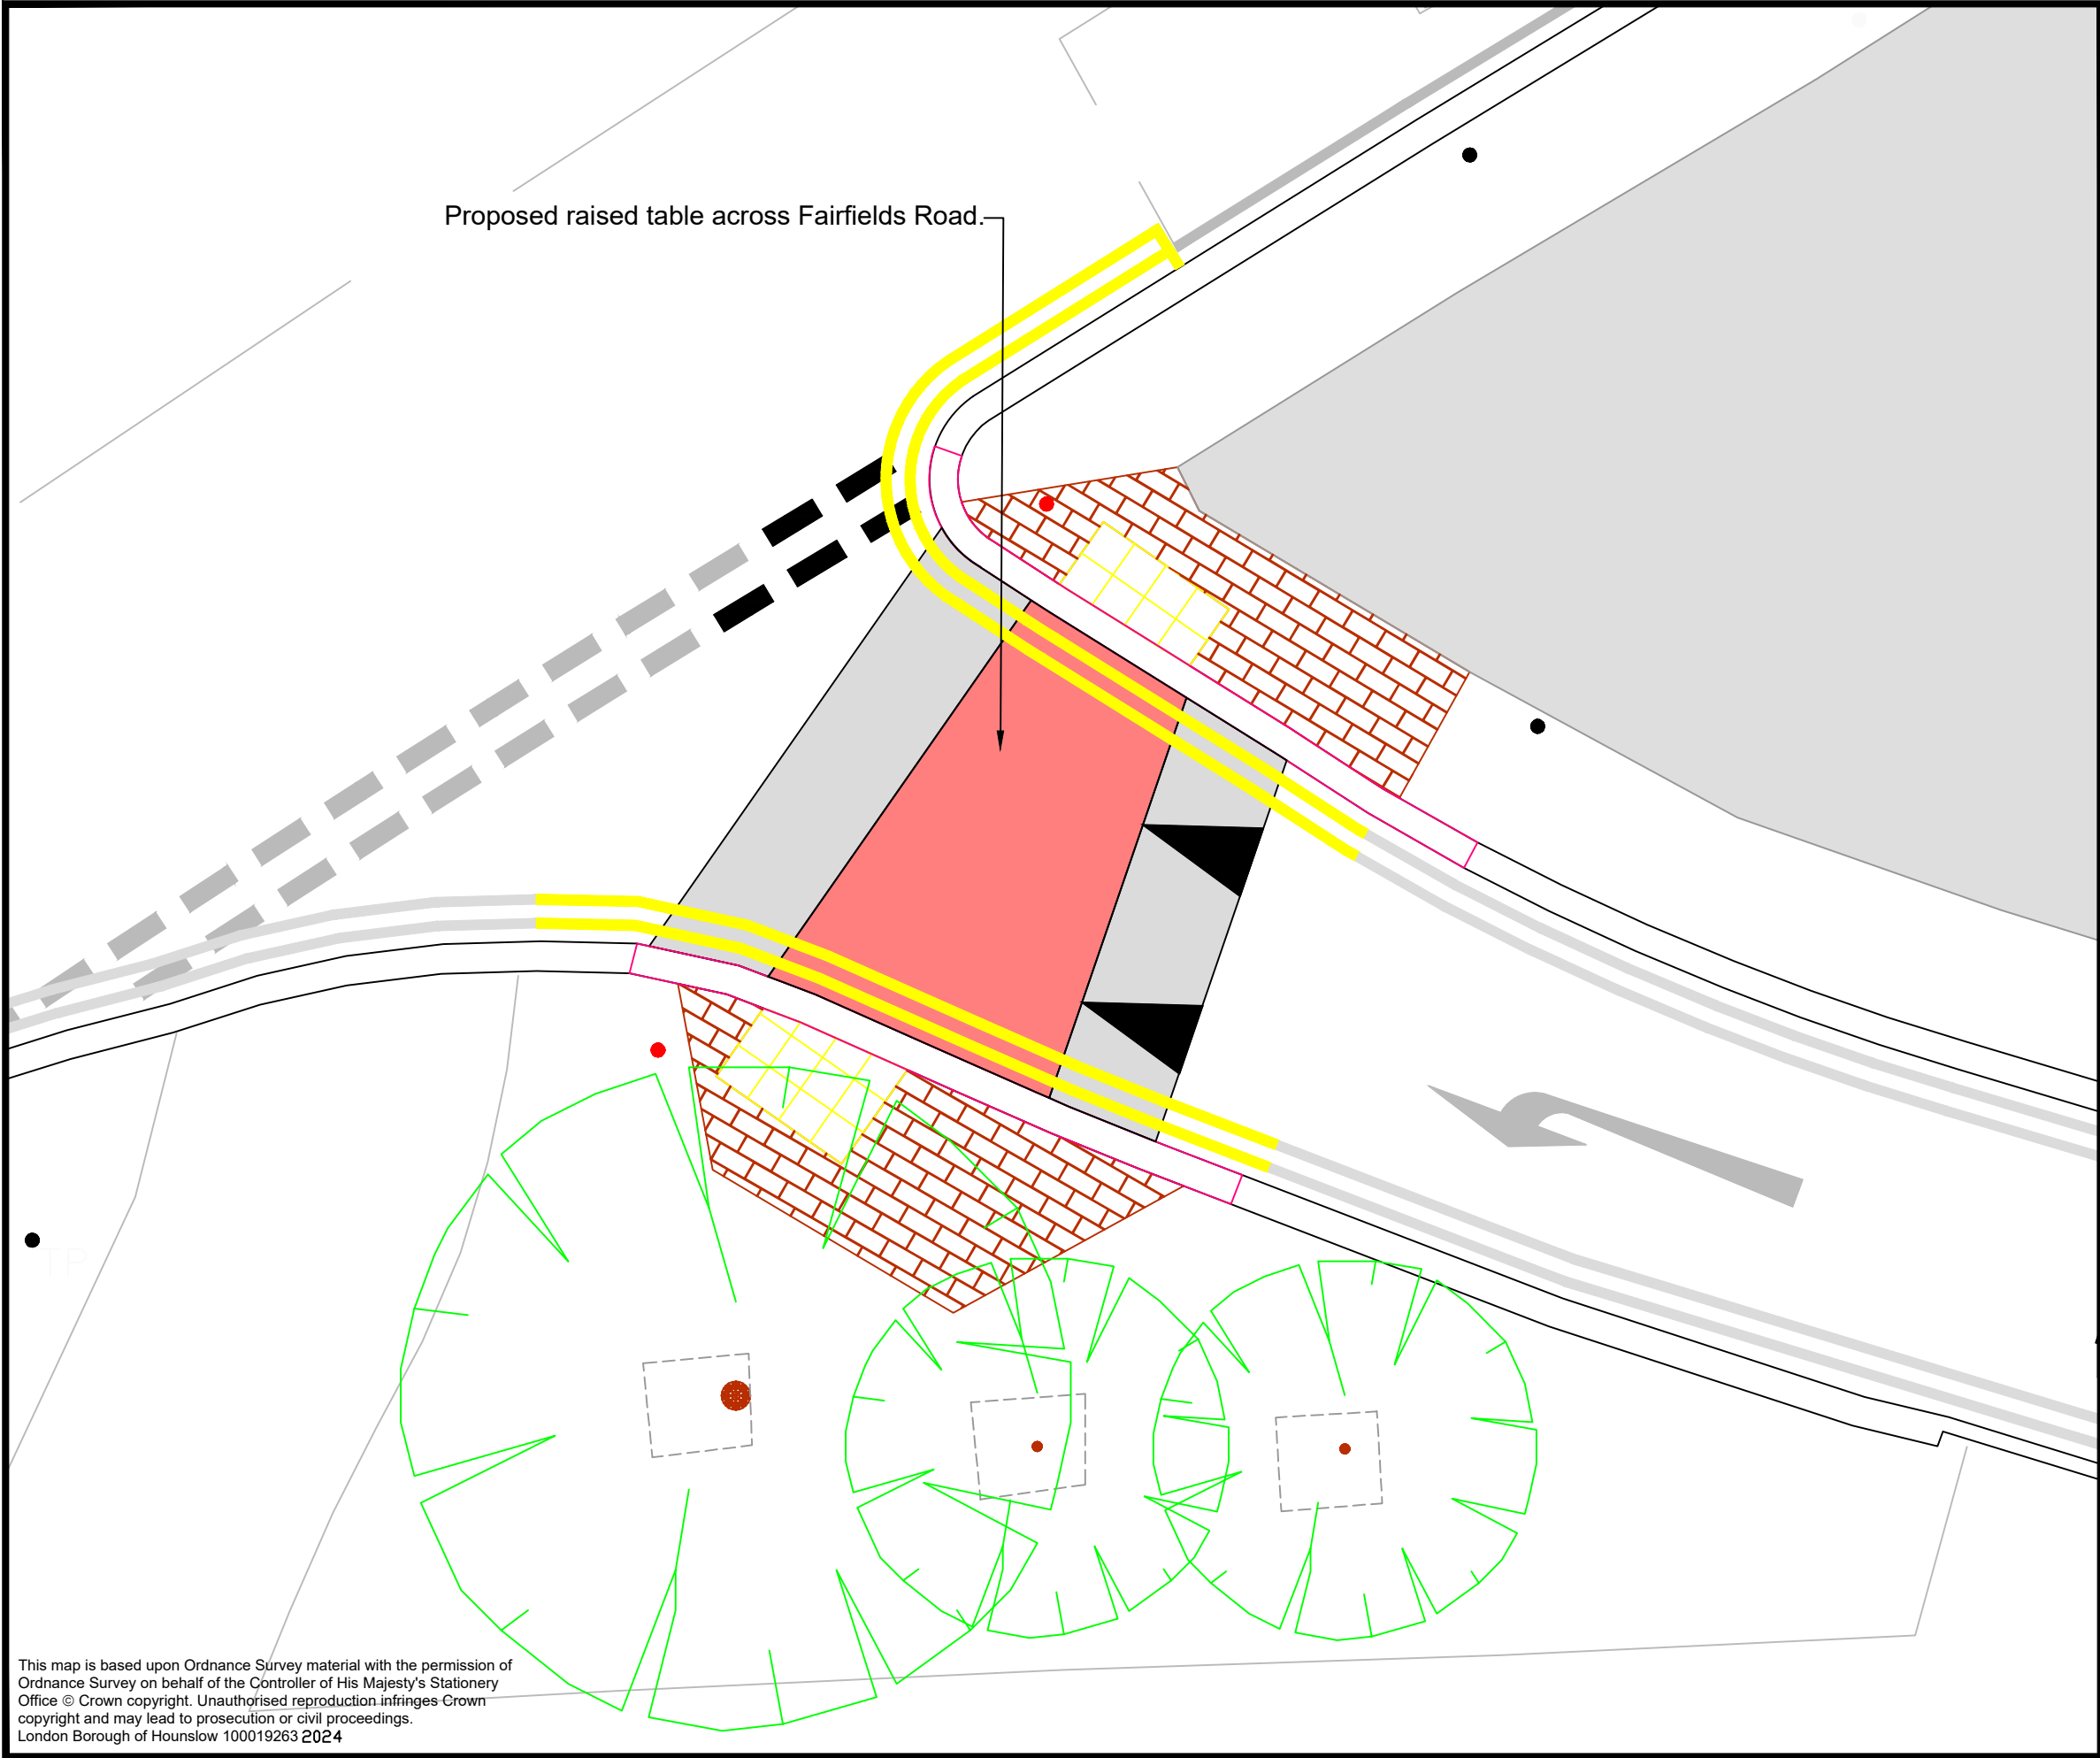 Proposed raised table across Fairfields Road.
TP
This map is based upon Ordnance Survey material with the permission of
Ordnance Survey on behalf of the Controller of His Majesty's Stationery
Office © Crown copyright. Unauthorised reproduction infringes Crown
copyright and may lead to prosecution or civil proceedings.
London Borough of Hounslow 100019263 2024